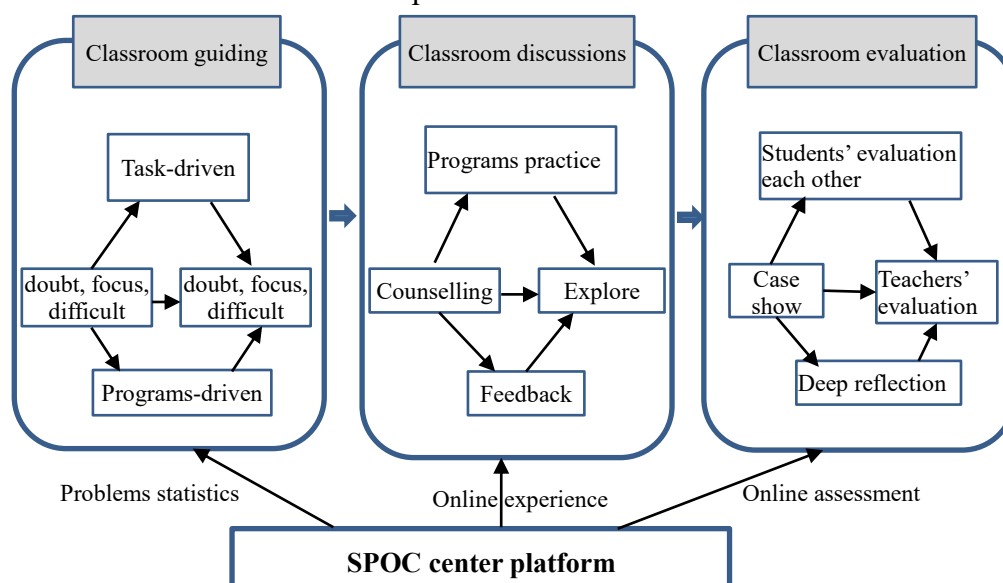 Classroom guiding
Classroom discussions
Classroom evaluation
Task-driven
doubt, focus,
difficult
doubt, focus,
difficult
Programs-driven
Programs practice
Counselling
Explore
Feedback
Students’ evaluation
each other
Case
show
Teachers’
evaluation
Deep reflection
Problems statistics
Online experience
Online assessment
SPOC center platform